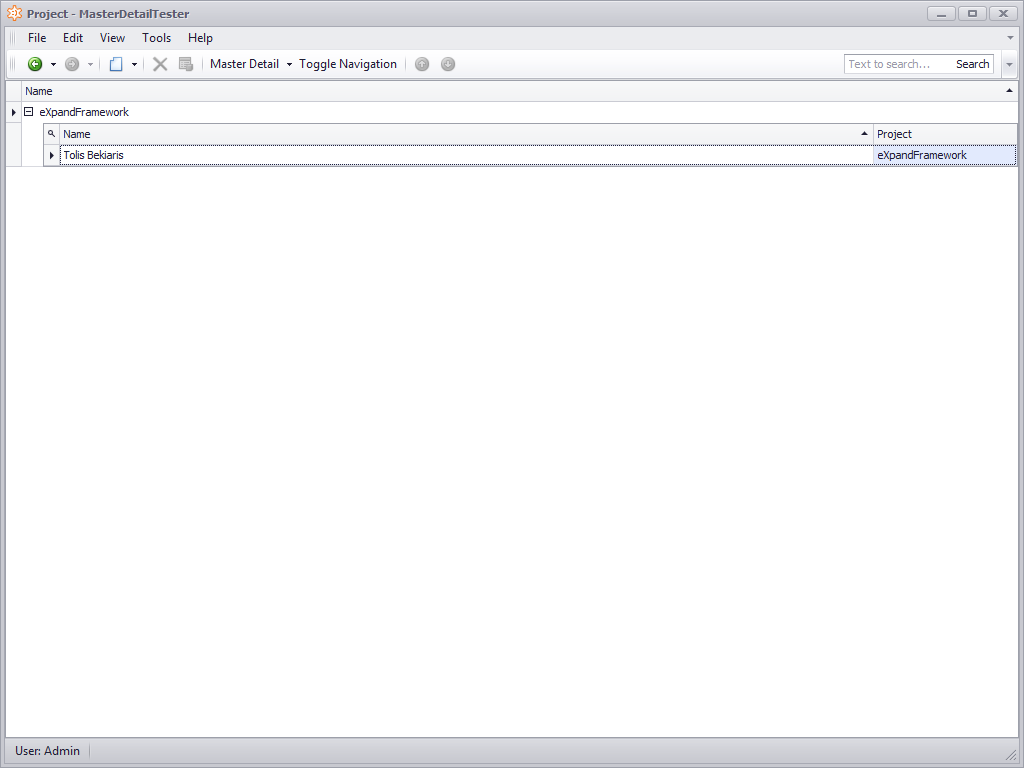 Project - MasterDetailTester
File Edit View Tools Help
Master Detail Toggle Navigation Text to search... Search
Name
eXpandFramework
Name Project
Tolis Bekiaris eXpandFramework
User: Admin